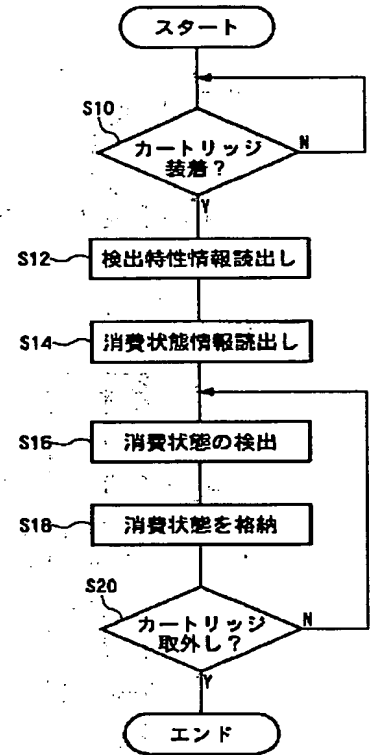 スタート
S10
カートリッジ
装着？
N
Y
S12
検出特性情報読出し
S14
消費状態情報読出し
S16
消費状態の検出
S18
消費状態を格納
S20
カートリッジ
取外し？
N
Y
エンド